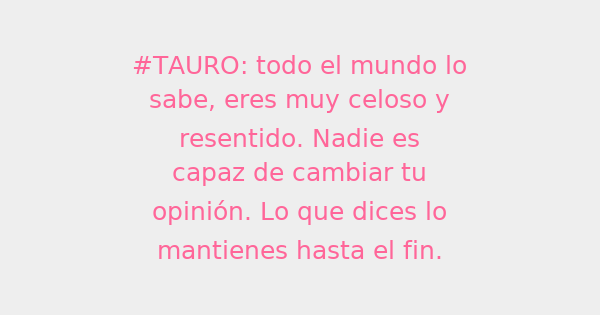 #TAURO: todo el mundo lo
sabe, eres muy celoso y
resentido. Nadie es
capaz de cambiar tu
opinión. Lo que dices lo
mantienes hasta el fin.